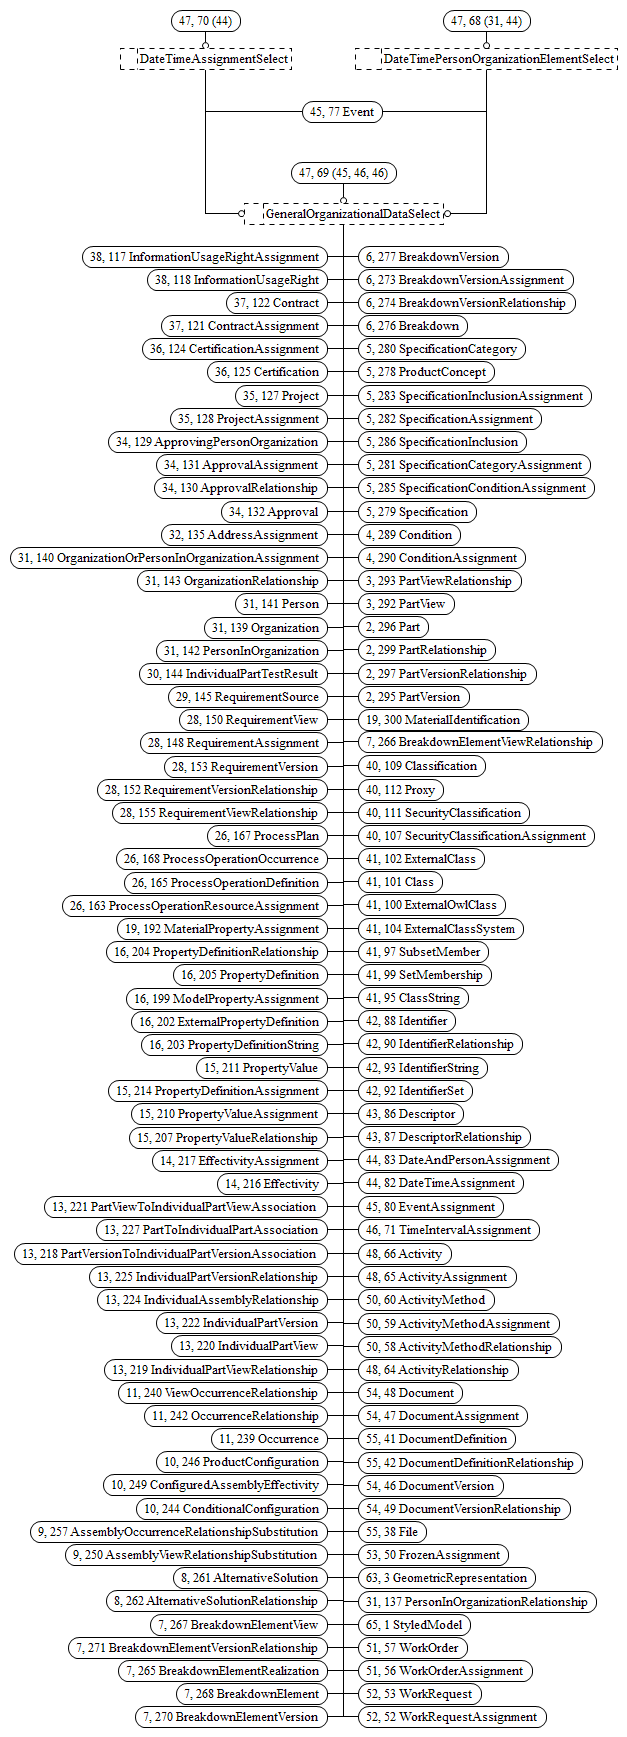 47, 70 (44)
47, 68 (31, 44)
DateTimeAssignmentSelect
DateTimePersonOrganizationElementSelect
45, 77 Event
47, 69 (45, 46, 46)
GeneralOrganizationalDataSelect
38, 117 InformationUsageRightAssignment
6, 277 BreakdownVersion
38, 118 InformationUsageRight
6, 273 BreakdownVersionAssignment
37, 122 Contract
6, 274 BreakdownVersionRelationship
37, 121 ContractAssignment
6, 276 Breakdown
36, 124 CertificationAssignment
5, 280 SpecificationCategory
36, 125 Certification
5, 278 ProductConcept
35, 127 Project
5, 283 SpecificationInclusionAssignment
35, 128 ProjectAssignment
5, 282 SpecificationAssignment
34, 129 ApprovingPersonOrganization
5, 286 SpecificationInclusion
34, 131 ApprovalAssignment
5, 281 SpecificationCategoryAssignment
34, 130 ApprovalRelationship
5, 285 SpecificationConditionAssignment
34, 132 Approval
5, 279 Specification
32, 135 AddressAssignment
4, 289 Condition
31, 140 OrganizationOrPersonInOrganizationAssignment
4, 290 ConditionAssignment
31, 143 OrganizationRelationship
3, 293 PartViewRelationship
31, 141 Person
3, 292 PartView
31, 139 Organization
2, 296 Part
31, 142 PersonInOrganization
2, 299 PartRelationship
30, 144 IndividualPartTestResult
2, 297 PartVersionRelationship
29, 145 RequirementSource
2, 295 PartVersion
28, 150 RequirementView
19, 300 MaterialIdentification
28, 148 RequirementAssignment
7, 266 BreakdownElementViewRelationship
28, 153 RequirementVersion
40, 109 Classification
28, 152 RequirementVersionRelationship
40, 112 Proxy
28, 155 RequirementViewRelationship
40, 111 SecurityClassification
26, 167 ProcessPlan
40, 107 SecurityClassificationAssignment
26, 168 ProcessOperationOccurrence
41, 102 ExternalClass
26, 165 ProcessOperationDefinition
41, 101 Class
26, 163 ProcessOperationResourceAssignment
41, 100 ExternalOwlClass
19, 192 MaterialPropertyAssignment
41, 104 ExternalClassSystem
16, 204 PropertyDefinitionRelationship
41, 97 SubsetMember
16, 205 PropertyDefinition
41, 99 SetMembership
16, 199 ModelPropertyAssignment
41, 95 ClassString
16, 202 ExternalPropertyDefinition
42, 88 Identifier
16, 203 PropertyDefinitionString
42, 90 IdentifierRelationship
15, 211 PropertyValue
42, 93 IdentifierString
15, 214 PropertyDefinitionAssignment
42, 92 IdentifierSet
15, 210 PropertyValueAssignment
43, 86 Descriptor
15, 207 PropertyValueRelationship
43, 87 DescriptorRelationship
14, 217 EffectivityAssignment
44, 83 DateAndPersonAssignment
14, 216 Effectivity
44, 82 DateTimeAssignment
13, 221 PartViewToIndividualPartViewAssociation
45, 80 EventAssignment
13, 227 PartToIndividualPartAssociation
46, 71 TimeIntervalAssignment
13, 218 PartVersionToIndividualPartVersionAssociation
48, 66 Activity
13, 225 IndividualPartVersionRelationship
48, 65 ActivityAssignment
13, 224 IndividualAssemblyRelationship
50, 60 ActivityMethod
13, 222 IndividualPartVersion
50, 59 ActivityMethodAssignment
13, 220 IndividualPartView
50, 58 ActivityMethodRelationship
13, 219 IndividualPartViewRelationship
48, 64 ActivityRelationship
11, 240 ViewOccurrenceRelationship
54, 48 Document
11, 242 OccurrenceRelationship
54, 47 DocumentAssignment
11, 239 Occurrence
55, 41 DocumentDefinition
10, 246 ProductConfiguration
55, 42 DocumentDefinitionRelationship
10, 249 ConfiguredAssemblyEffectivity
54, 46 DocumentVersion
10, 244 ConditionalConfiguration
54, 49 DocumentVersionRelationship
9, 257 AssemblyOccurrenceRelationshipSubstitution
55, 38 File
9, 250 AssemblyViewRelationshipSubstitution
53, 50 FrozenAssignment
8, 261 AlternativeSolution
63, 3 GeometricRepresentation
8, 262 AlternativeSolutionRelationship
31, 137 PersonInOrganizationRelationship
7, 267 BreakdownElementView
65, 1 StyledModel
7, 271 BreakdownElementVersionRelationship
51, 57 WorkOrder
7, 265 BreakdownElementRealization
51, 56 WorkOrderAssignment
7, 268 BreakdownElement
52, 53 WorkRequest
7, 270 BreakdownElementVersion
52, 52 WorkRequestAssignment